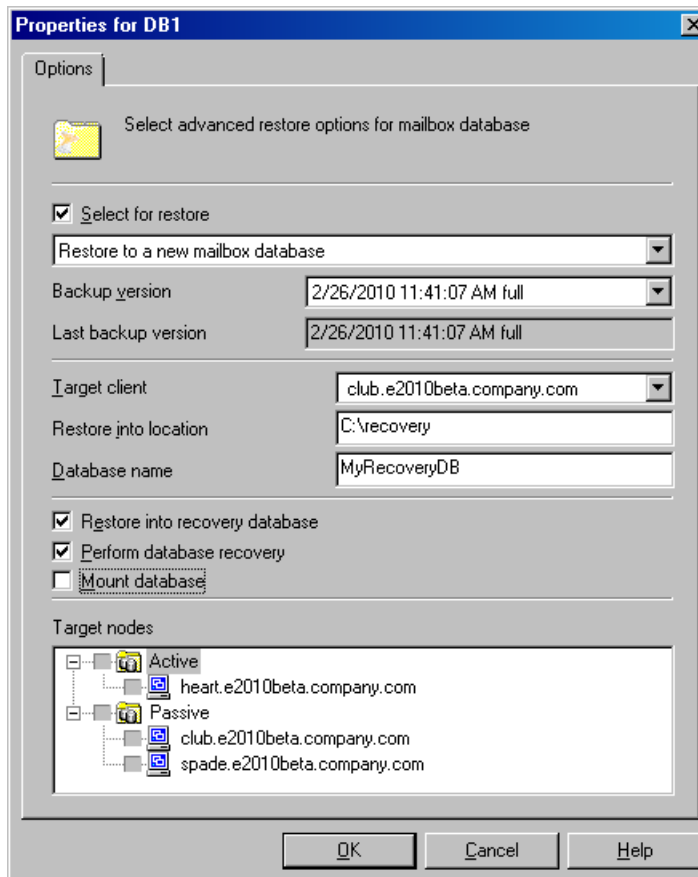 Properties for DB1
Options
Select advanced restore options for mailbox database
Select for restore
Restore to a new mailbox database
Backup version 2/26/2010 11:41:07 AM full
Last backup version 2/26/2010 11:41:07 AM full
Target client club.e2010beta.company.com
Restore into location C:\recovery
Database name MyRecoveryDB
Restore into recovery database
Perform database recovery
Mount database
Target nodes
Active
heart.e2010beta.company.com
Passive
club.e2010beta.company.com
spade.e2010beta.company.com
OK Cancel Help